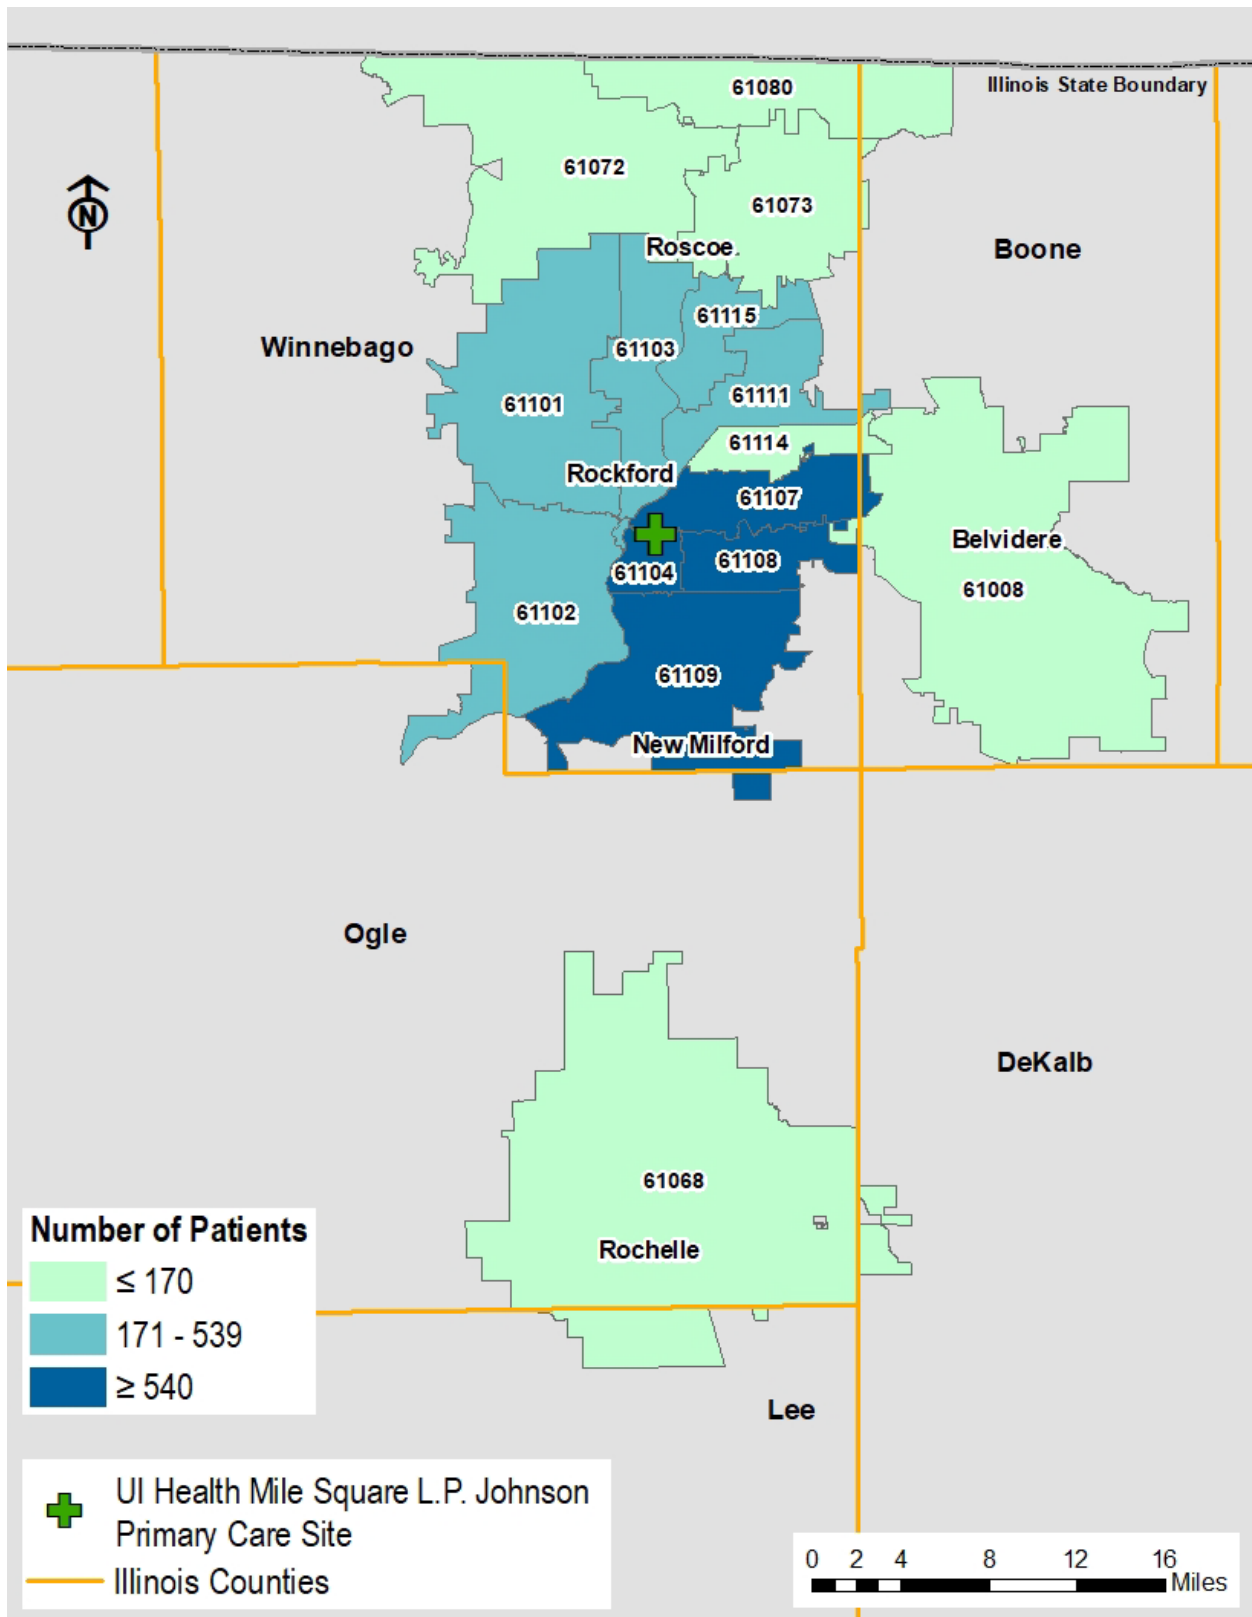 61080
Illinois State Boundary
61072
N
61073
Roscoe
Boone
61115
Winnebago
61103
61101
61111
61114
Rockford
61107
Belvidere
61108
61104
61008
61102
61109
New Milford
Ogle
DeKalb
61068
Rochelle
Number of Patients
≤ 170
171 - 539
≥ 540
Lee
UI Health Mile Square L.P. Johnson
Primary Care Site
Illinois Counties
0 2 4 8 12 16
Miles